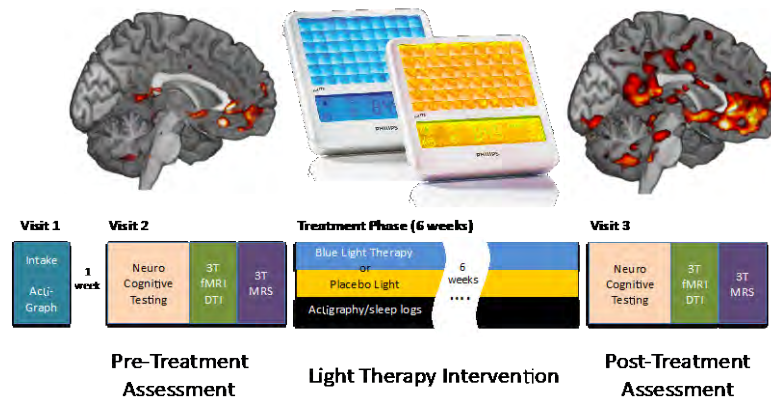 PHILIPS
PHILIPS
Visit 1
Visit 2
Treatment Phase (6 weeks)
Visit 3
Intake
Acti-
Graph
1
week
Neuro
Cognitive
Testing
3T
fMRI
DTI
3T
MRS
Blue Light Therapy
or
Placebo Light
Actigraphy/sleep logs
6
weeks
....
Neuro
Cognitive
Testing
3T
fMRI
DTI
3T
MRS
Pre-Treatment
Assessment
Light Therapy Intervention
Post-Treatment
Assessment